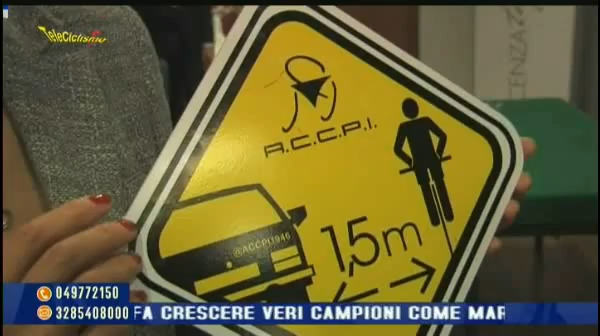 TeleCiclismo
A.C.C.P.I.
@ACCPI1946
1,5m
049772150
3285408000
FA CRESCERE VERI CAMPIONI COME MAR